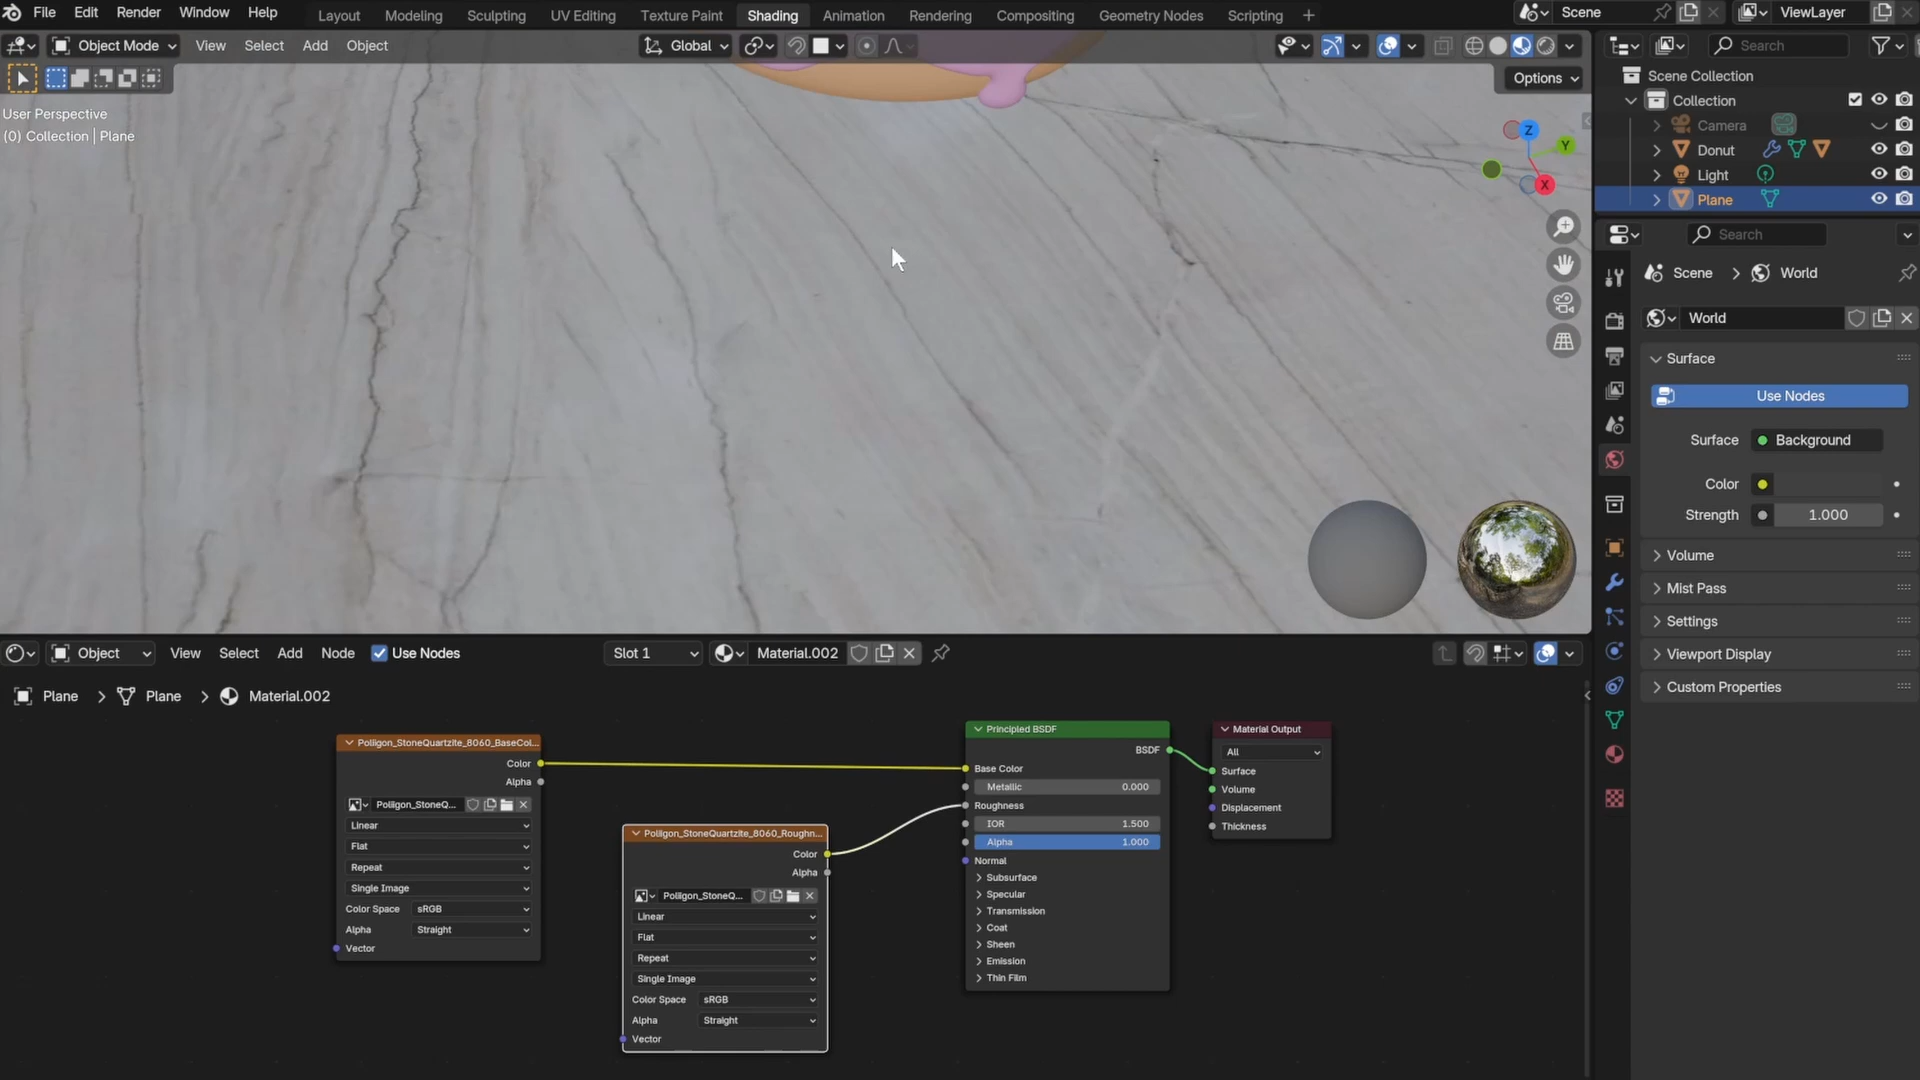 File Edit Render Window Help
Layout Modeling Sculpting UV Editing Texture Paint Shading Animation Rendering Compositing Geometry Nodes Scripting +
Scene
ViewLayer
Object Mode View Select Add Object
Global
Search
Options
User Perspective
(0) Collection | Plane
Z
Y
X
Scene Collection
Collection
Camera
Donut
Light
Plane
Search
Scene > World
World
Surface
Use Nodes
Surface Background
Color
Strength 1.000
Volume
Mist Pass
Settings
Viewport Display
Custom Properties
Object View Select Add Node Use Nodes Slot 1 Material.002
Plane > Plane > Material.002
Poliigon_StoneQuartzite_8060_BaseCol...
Color
Alpha
Poliigon_StoneQ...
Linear
Flat
Repeat
Single Image
Color Space sRGB
Alpha Straight
Vector
Poliigon_StoneQuartzite_8060_Roughn...
Color
Alpha
Poliigon_StoneQ...
Linear
Flat
Repeat
Single Image
Color Space sRGB
Alpha Straight
Vector
Principled BSDF
BSDF
Base Color
Metallic 0.000
Roughness
IOR 1.500
Alpha 1.000
Normal
Subsurface
Specular
Transmission
Coat
Sheen
Emission
Thin Film
Material Output
All
Surface
Volume
Displacement
Thickness